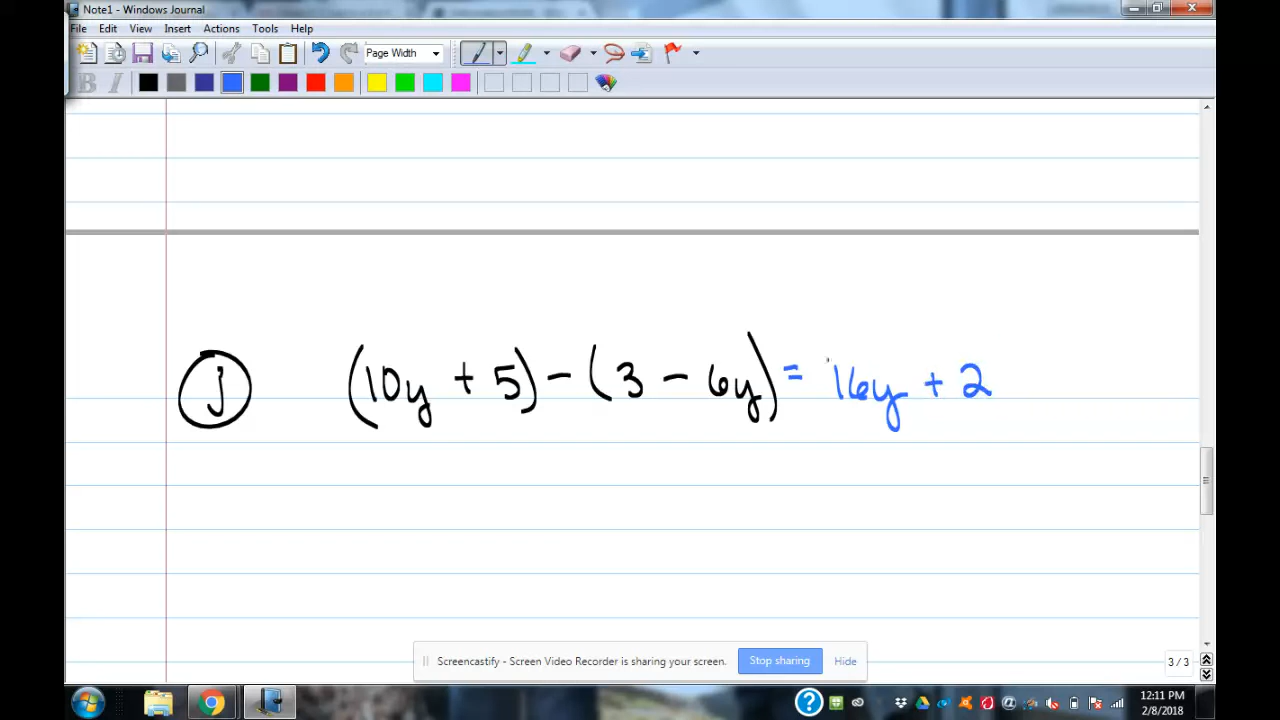 Note1 - Windows Journal
File Edit View Insert Actions Tools Help
Page Width
B I
j (10y + 5) - (3 - 6y) = 16y + 2
Screencastify - Screen Video Recorder is sharing your screen. Stop sharing Hide
3 / 3
12:11 PM
2/8/2018